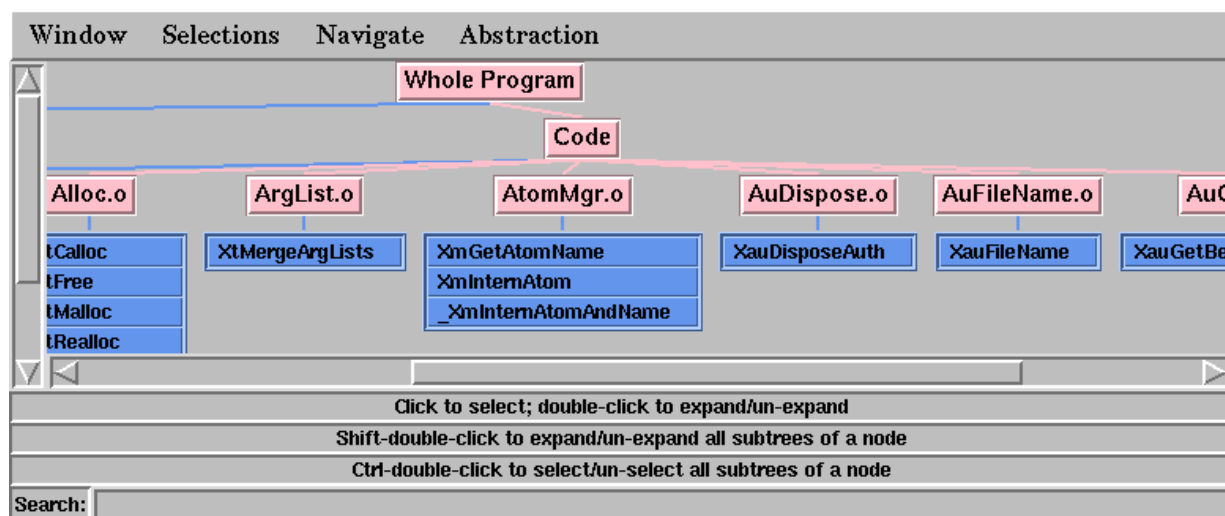 Window Selections Navigate Abstraction
Whole Program
Code
Alloc.o ArgList.o AtomMgr.o AuDispose.o AuFileName.o
tCalloc XtMergeArgLists XmGetAtomName XauDisposeAuth XauFileName XauGetBe
tFree XmInternAtom
tMalloc _XmInternAtomAndName
tRealloc
Click to select; double-click to expand/un-expand
Shift-double-click to expand/un-expand all subtrees of a node
Ctrl-double-click to select/un-select all subtrees of a node
Search: